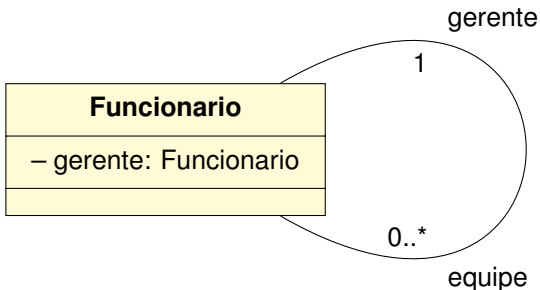 gerente
1
Funcionario
– gerente: Funcionario
0..*
equipe